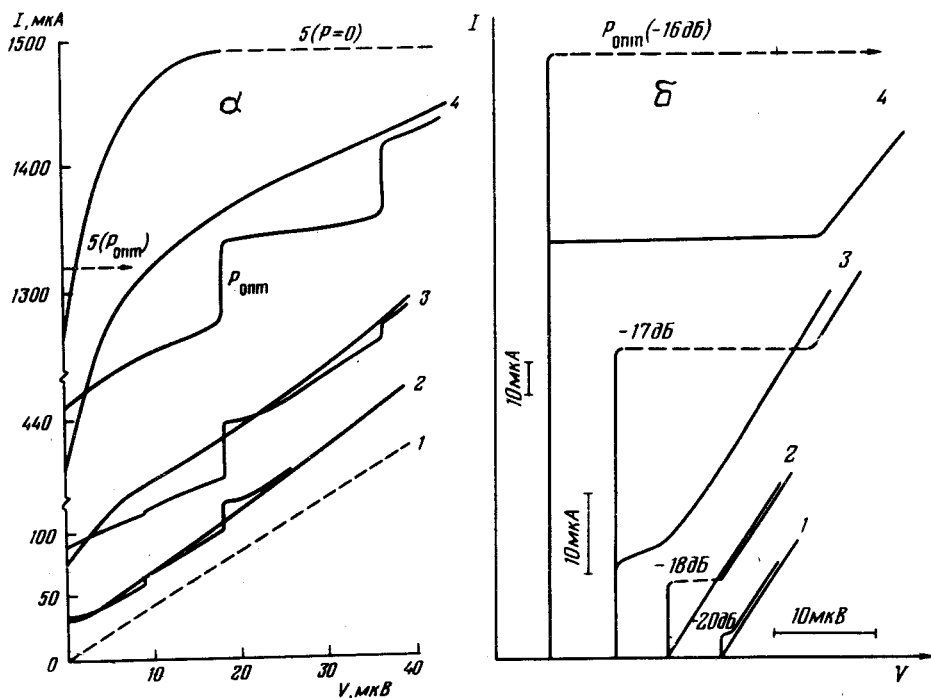 I, мкА
1500
1400
1300
440
100
50
0
10
20
30
40
V, мкВ
а
5(P=0)
4
5(Pопт)
Pопт
3
2
1
I
Pопт(-16дБ)
б
4
3
-17дБ
10мкА
10мкА
2
1
-18дБ
-20дБ
10мкВ
V